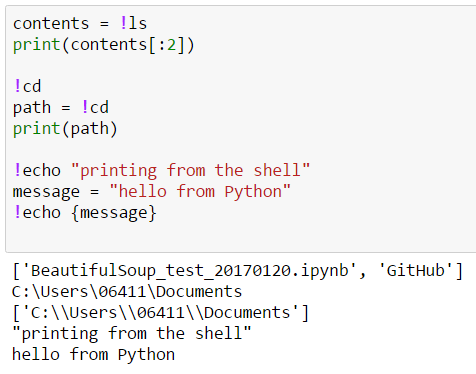 contents = !ls
print(contents[:2])
!cd
path = !cd
print(path)
!echo "printing from the shell"
message = "hello from Python"
!echo {message}
['BeautifulSoup_test_20170120.ipynb', 'GitHub']
C:\Users\06411\Documents
['C:\\Users\\06411\\Documents']
"printing from the shell"
hello from Python